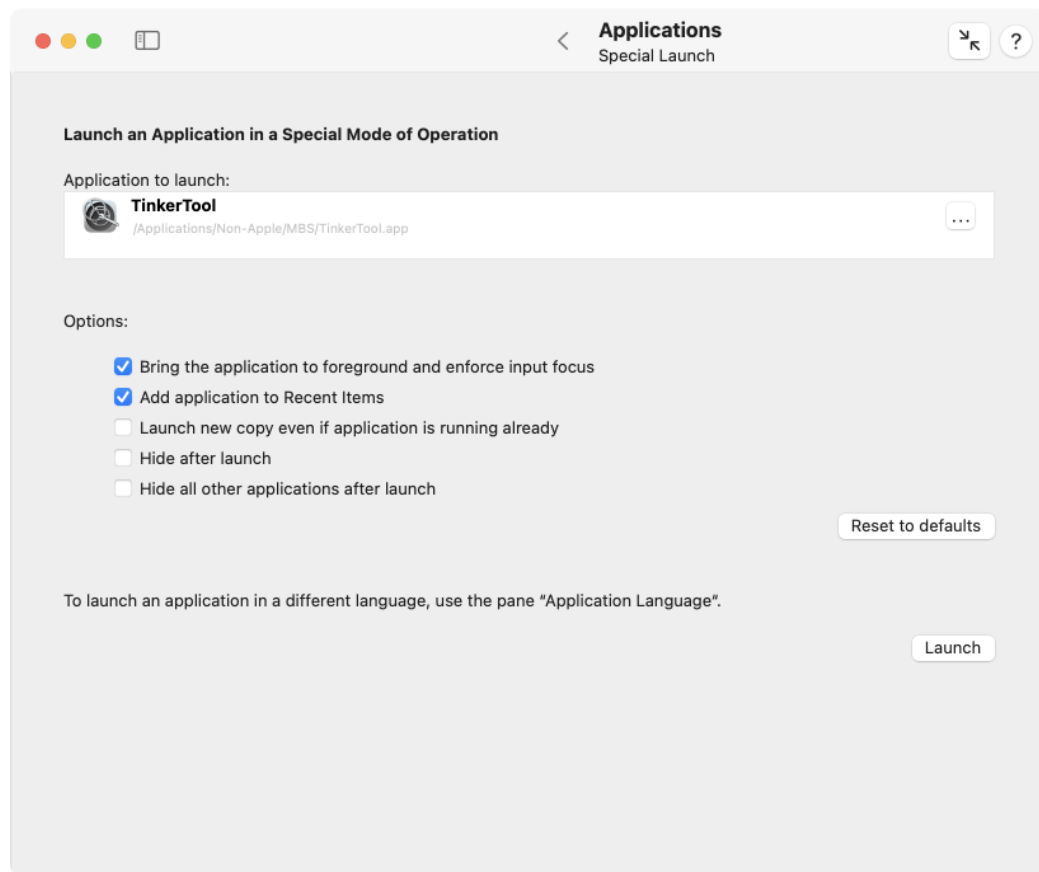 Applications
Special Launch
?
Launch an Application in a Special Mode of Operation
Application to launch:
TinkerTool
/Applications/Non-Apple/MBS/TinkerTool.app
...
Options:
Bring the application to foreground and enforce input focus
Add application to Recent Items
Launch new copy even if application is running already
Hide after launch
Hide all other applications after launch
Reset to defaults
To launch an application in a different language, use the pane “Application Language”.
Launch